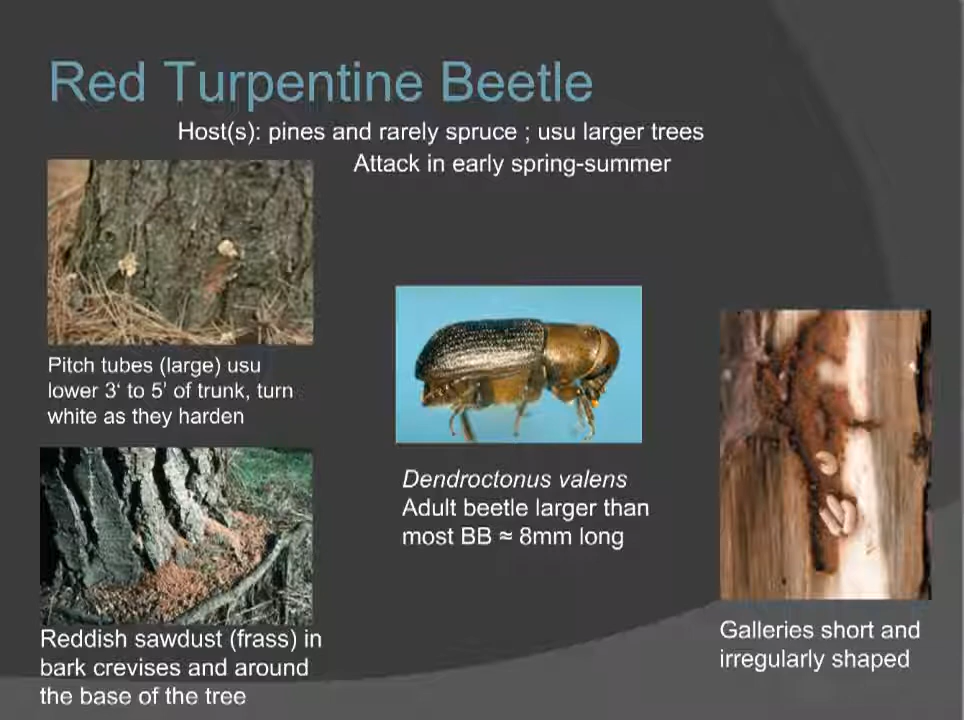 Red Turpentine Beetle
Host(s): pines and rarely spruce ; usu larger trees
Attack in early spring-summer
Pitch tubes (large) usu
lower 3‘ to 5’ of trunk, turn
white as they harden
Dendroctonus valens
Adult beetle larger than
most BB ≈ 8mm long
Reddish sawdust (frass) in
bark crevises and around
the base of the tree
Galleries short and
irregularly shaped